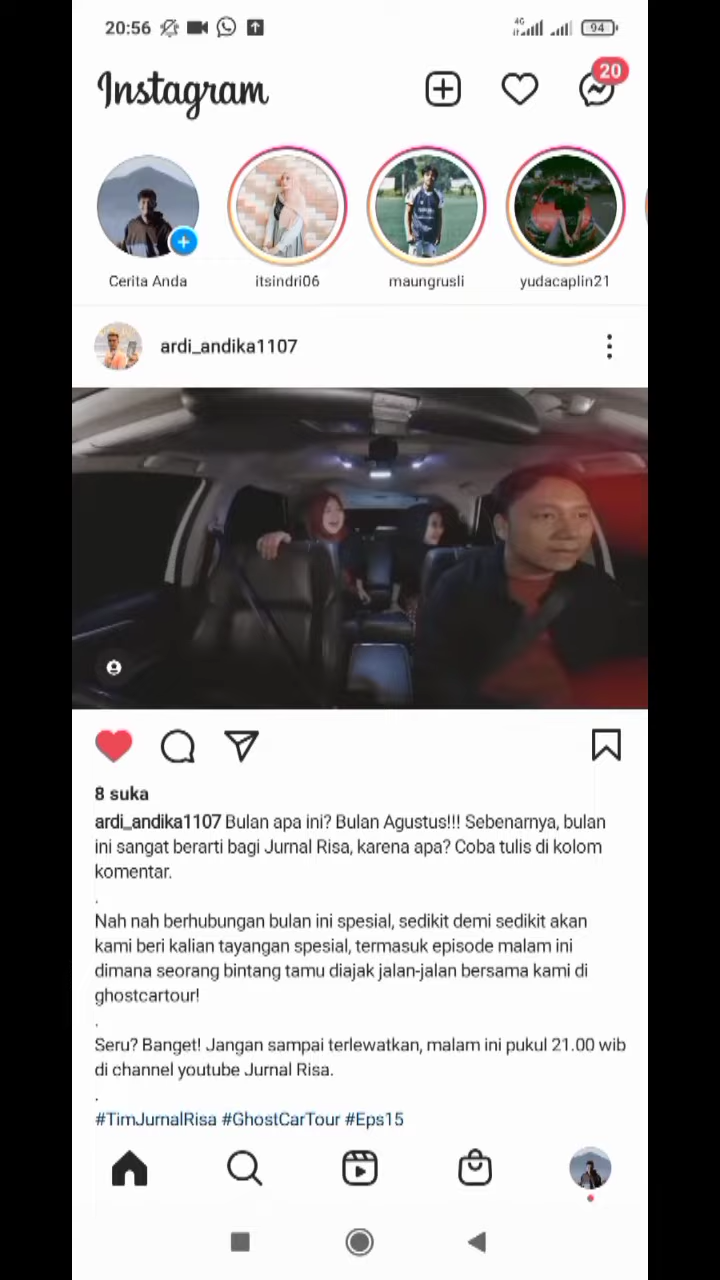 20:56
4G
94
Instagram
20
Cerita Anda
itsindri06
maungrusli
yudacaplin21
ardi_andika1107
8 suka
ardi_andika1107 Bulan apa ini? Bulan Agustus!!! Sebenarnya, bulan
ini sangat berarti bagi Jurnal Risa, karena apa? Coba tulis di kolom
komentar.
.
Nah nah berhubungan bulan ini spesial, sedikit demi sedikit akan
kami beri kalian tayangan spesial, termasuk episode malam ini
dimana seorang bintang tamu diajak jalan-jalan bersama kami di
ghostcartour!
.
Seru? Banget! Jangan sampai terlewatkan, malam ini pukul 21.00 wib
di channel youtube Jurnal Risa.
.
#TimJurnalRisa #GhostCarTour #Eps15